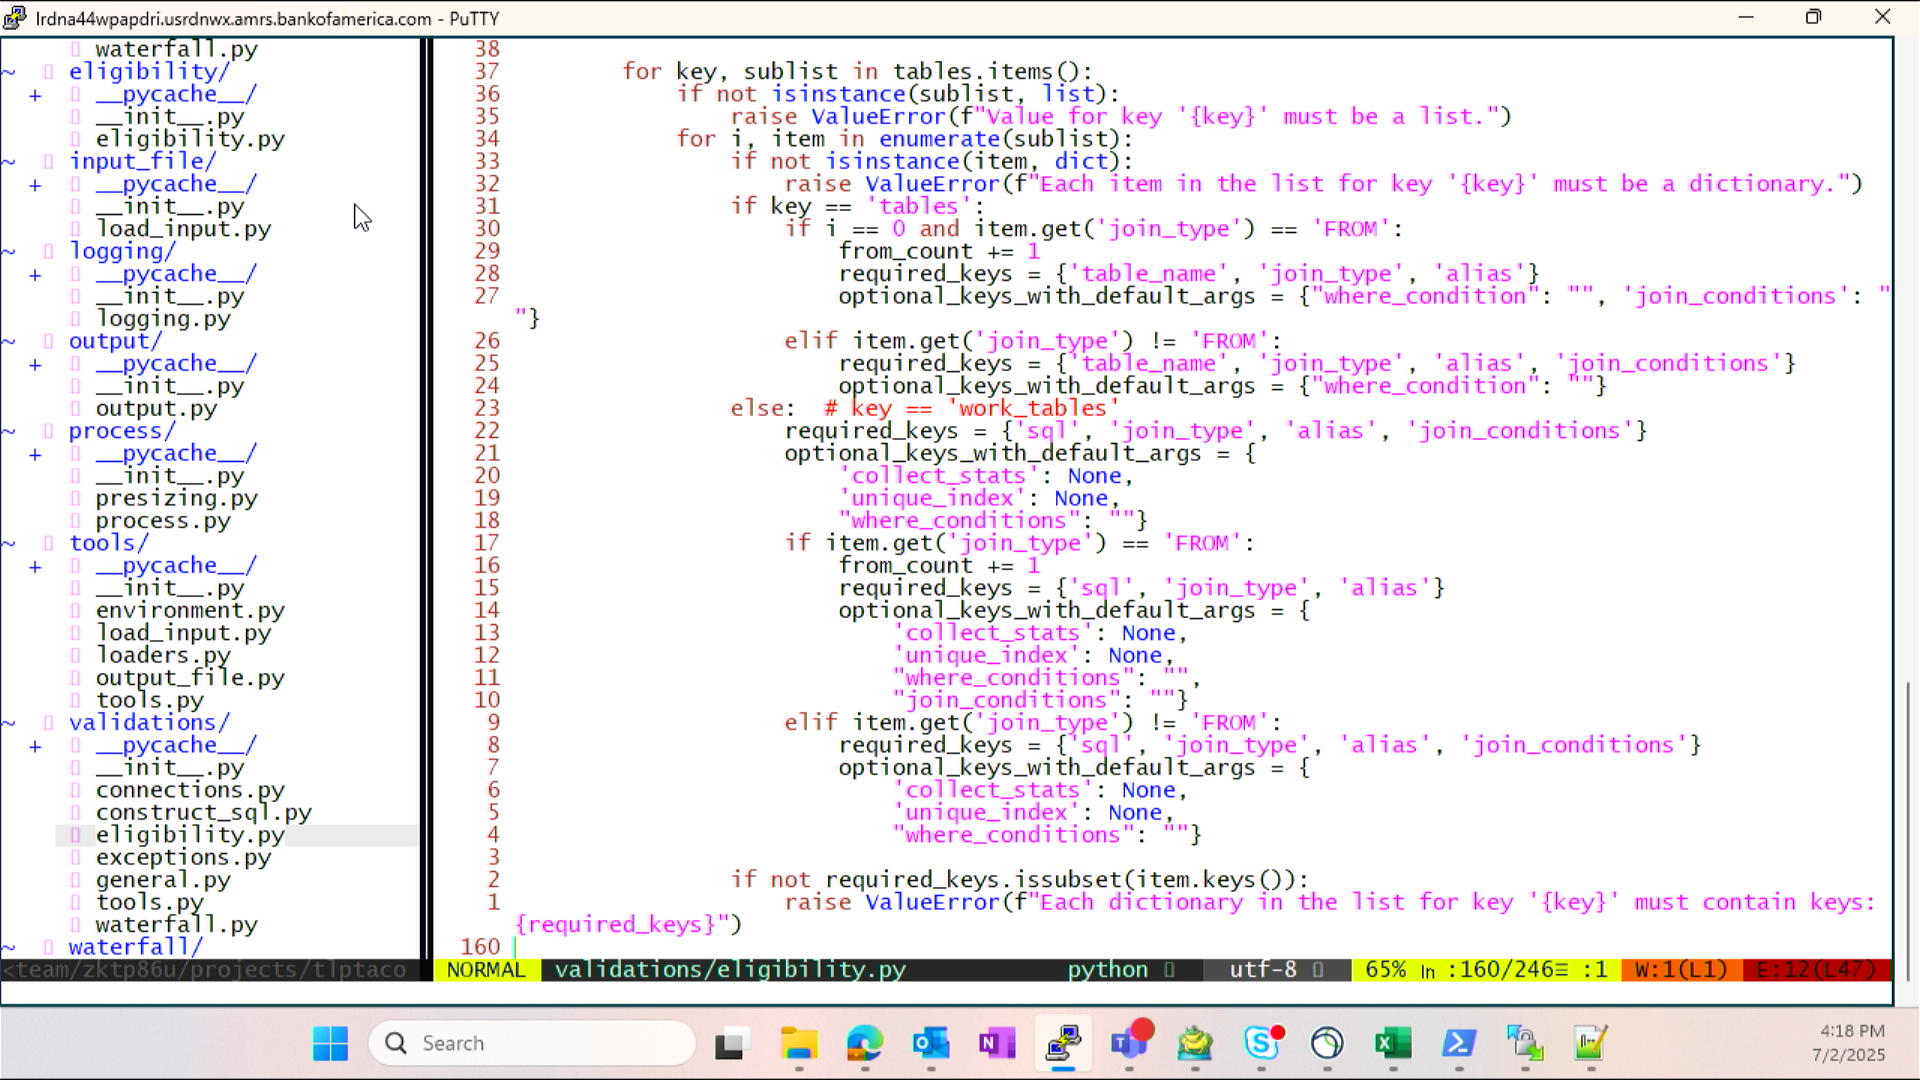 lrdna44wpapdri.usrdnwx.amrs.bankofamerica.com - PuTTY
waterfall.py
~ eligibility/
+ __pycache__/
__init__.py
eligibility.py
~ input_file/
+ __pycache__/
__init__.py
load_input.py
~ logging/
+ __pycache__/
__init__.py
logging.py
~ output/
+ __pycache__/
__init__.py
output.py
~ process/
+ __pycache__/
__init__.py
presizing.py
process.py
~ tools/
+ __pycache__/
__init__.py
environment.py
load_input.py
loaders.py
output_file.py
tools.py
~ validations/
+ __pycache__/
__init__.py
connections.py
construct_sql.py
eligibility.py
exceptions.py
general.py
tools.py
waterfall.py
~ waterfall/
<team/zktp86u/projects/tlptaco
38
37 for key, sublist in tables.items():
36 if not isinstance(sublist, list):
35 raise ValueError(f"Value for key '{key}' must be a list.")
34 for i, item in enumerate(sublist):
33 if not isinstance(item, dict):
32 raise ValueError(f"Each item in the list for key '{key}' must be a dictionary.")
31 if key == 'tables':
30 if i == 0 and item.get('join_type') == 'FROM':
29 from_count += 1
28 required_keys = {'table_name', 'join_type', 'alias'}
27 optional_keys_with_default_args = {"where_condition": "", 'join_conditions': "
"}
26 elif item.get('join_type') != 'FROM':
25 required_keys = {'table_name', 'join_type', 'alias', 'join_conditions'}
24 optional_keys_with_default_args = {"where_condition": ""}
23 else: # key == 'work_tables'
22 required_keys = {'sql', 'join_type', 'alias', 'join_conditions'}
21 optional_keys_with_default_args = {
20 'collect_stats': None,
19 'unique_index': None,
18 "where_conditions": ""}
17 if item.get('join_type') == 'FROM':
16 from_count += 1
15 required_keys = {'sql', 'join_type', 'alias'}
14 optional_keys_with_default_args = {
13 'collect_stats': None,
12 'unique_index': None,
11 "where_conditions": "",
10 "join_conditions": ""}
9 elif item.get('join_type') != 'FROM':
8 required_keys = {'sql', 'join_type', 'alias', 'join_conditions'}
7 optional_keys_with_default_args = {
6 'collect_stats': None,
5 'unique_index': None,
4 "where_conditions": ""}
3
2 if not required_keys.issubset(item.keys()):
1 raise ValueError(f"Each dictionary in the list for key '{key}' must contain keys:
{required_keys}")
160
NORMAL validations/eligibility.py python utf-8 65% ln :160/246≡ :1 W:1(L1) E:12(L47)
Search
4:18 PM
7/2/2025